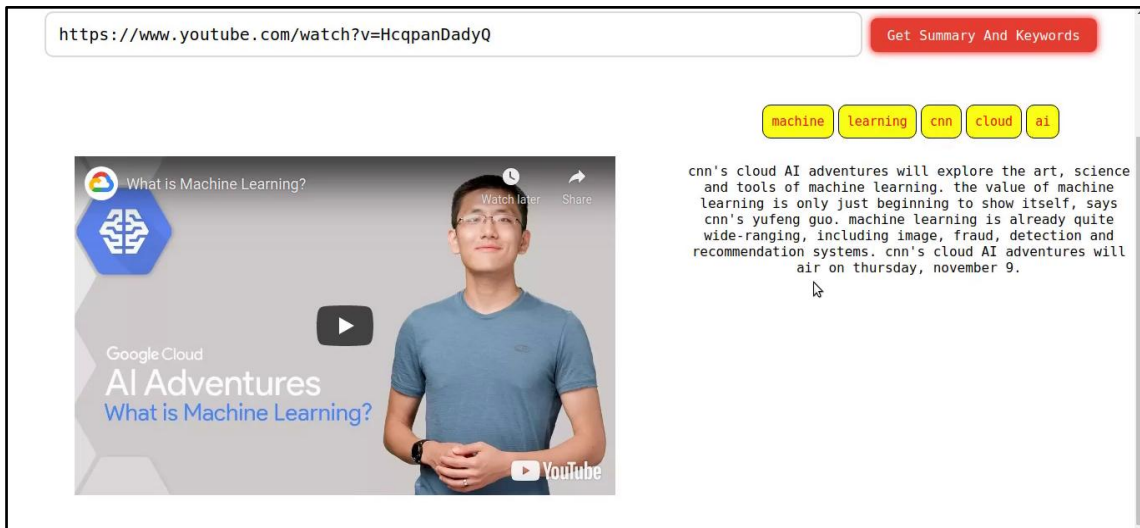 https://www.youtube.com/watch?v=HcqpanDadyQ
Get Summary And Keywords
machine learning cnn cloud ai
What is Machine Learning?
Watch later
Share
Google Cloud
AI Adventures
What is Machine Learning?
YouTube
cnn's cloud AI adventures will explore the art, science
and tools of machine learning. the value of machine
learning is only just beginning to show itself, says
cnn's yufeng guo. machine learning is already quite
wide-ranging, including image, fraud, detection and
recommendation systems. cnn's cloud AI adventures will
air on thursday, november 9.